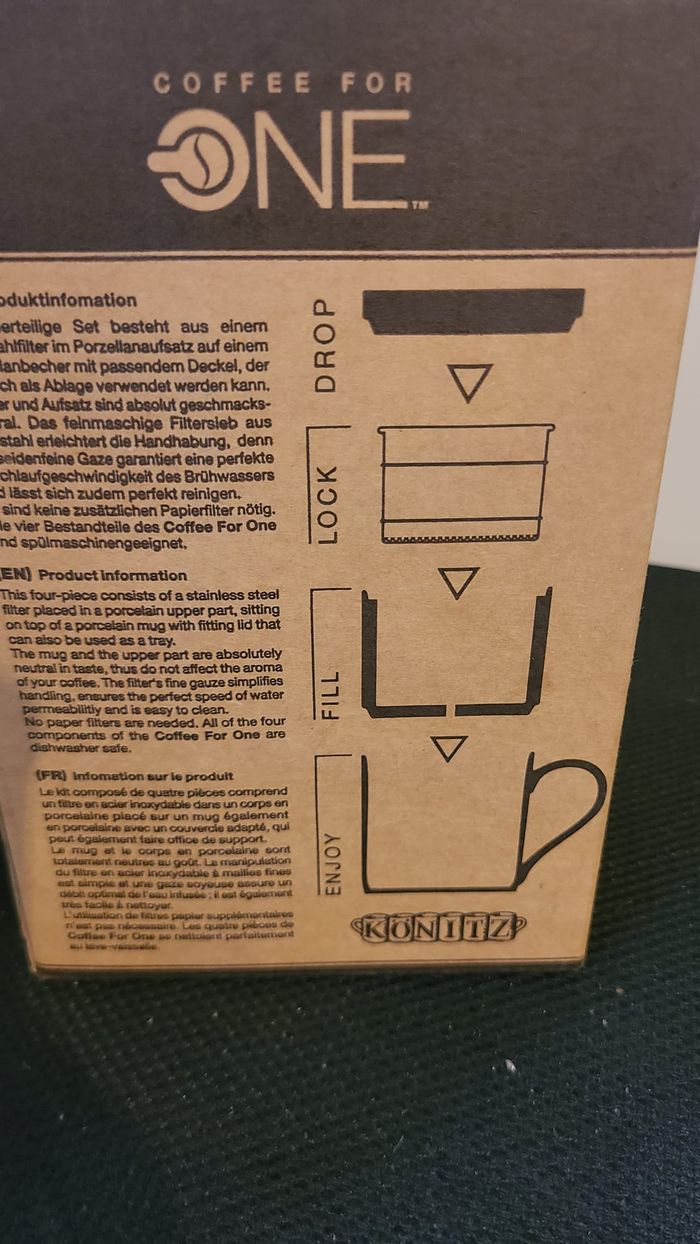 COFFEE FOR
ONE™
oduktinfomation
erteilige Set besteht aus einem
ahlfilter im Porzellanaufsatz auf einem
lanbecher mit passendem Deckel, der
ch als Ablage verwendet werden kann.
er und Aufsatz sind absolut geschmacks-
ral. Das feinmaschige Filtersieb aus
stahl erleichtert die Handhabung, denn
seidenfeine Gaze garantiert eine perfekte
chlaufgeschwindigkeit des Brühwassers
d lässt sich zudem perfekt reinigen.
sind keine zusätzlichen Papierfilter nötig.
le vier Bestandteile des Coffee For One
nd spülmaschinengeeignet.
EN) Product information
This four-piece consists of a stainless steel
filter placed in a porcelain upper part, sitting
on top of a porcelain mug with fitting lid that
can also be used as a tray.
The mug and the upper part are absolutely
neutral in taste, thus do not affect the aroma
of your coffee. The filter's fine gauze simplifies
handling, ensures the perfect speed of water
permeabilitiy and is easy to clean.
No paper filters are needed. All of the four
components of the Coffee For One are
dishwasher safe.
(FR) Infomation sur le produit
Le kit composé de quatre pièces comprend
un filtre en acier inoxydable dans un corps en
porcelaine placé sur un mug également
en porcelaine avec un couvercle adapté, qui
peut également faire office de support.
Le mug et le corps en porcelaine sont
totalement neutres au goût. La manipulation
du filtre en acier inoxydable à mailles fines
est simple et une gaze soyeuse assure un
débit optimal de l'eau infusée ; il est également
très facile à nettoyer.
L'utilisation de filtres papier supplémentaires
n'est pas nécessaire. Les quatre pièces de
Coffee For One se nettoient parfaitement
au lave-vaisselle.
DROP
LOCK
FILL
ENJOY
KÖNITZ